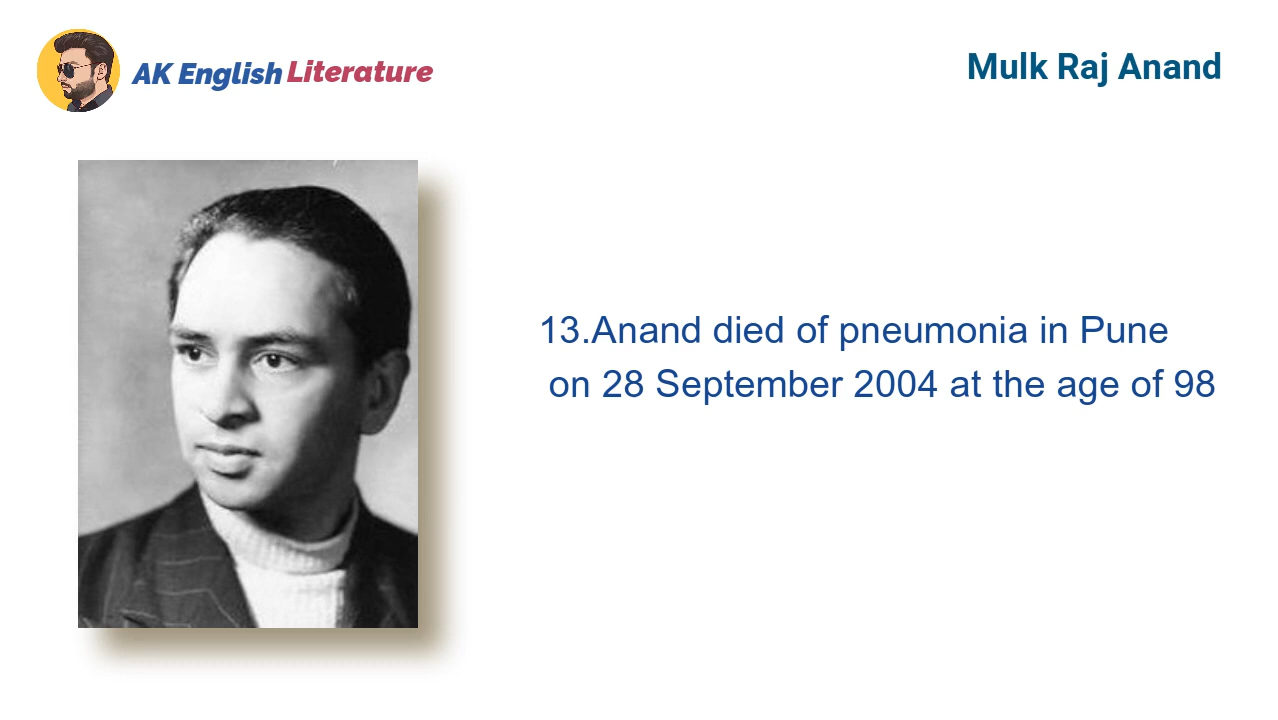 AK English Literature
Mulk Raj Anand
13.Anand died of pneumonia in Pune
on 28 September 2004 at the age of 98